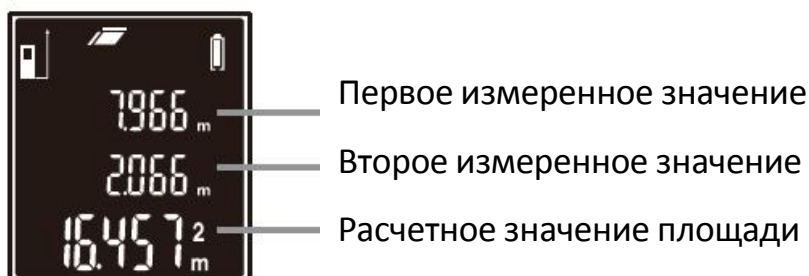 7.966 m Первое измеренное значение
2.066 m Второе измеренное значение
16.457 m² Расчетное значение площади